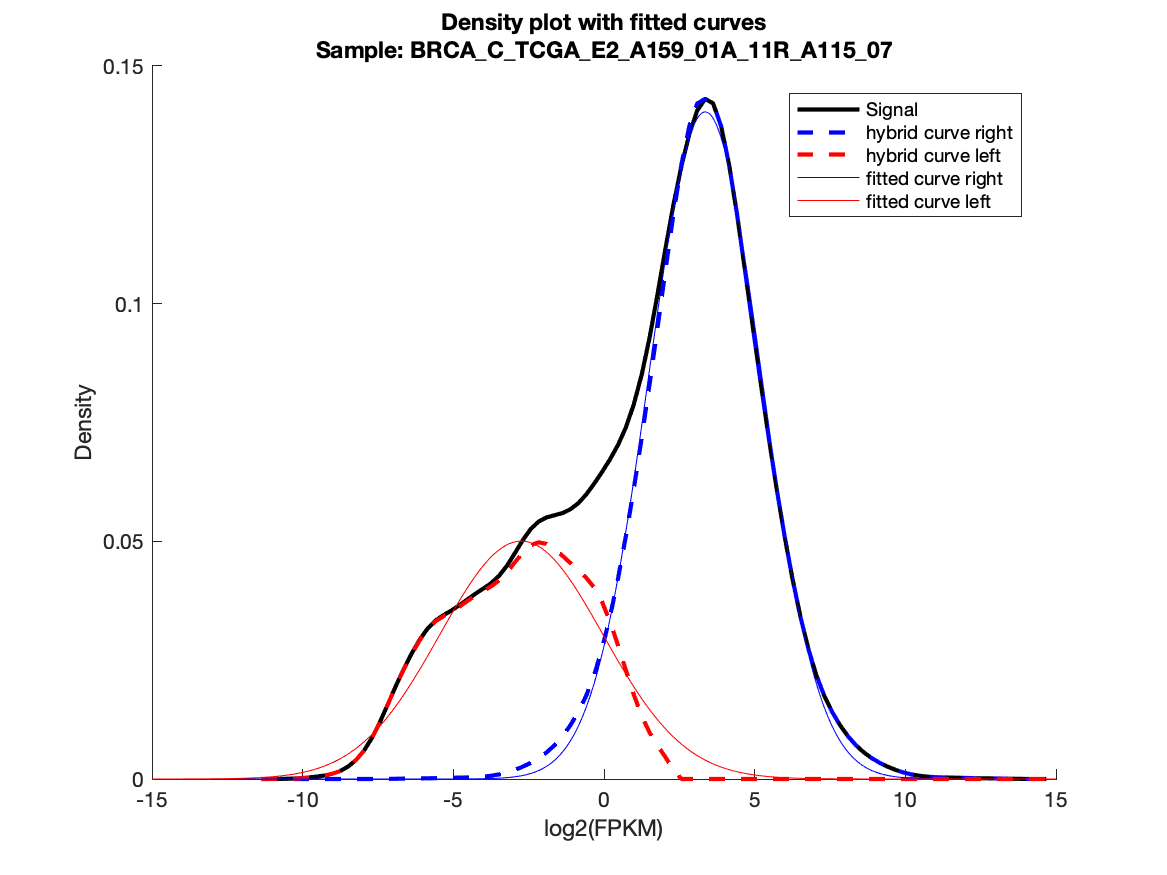 Density plot with fitted curves
Sample: BRCA_C_TCGA_E2_A159_01A_11R_A115_07
0.15
0.1
0.05
0
Density
Signal
hybrid curve right
hybrid curve left
fitted curve right
fitted curve left
-15 -10 -5 0 5 10 15
log2(FPKM)